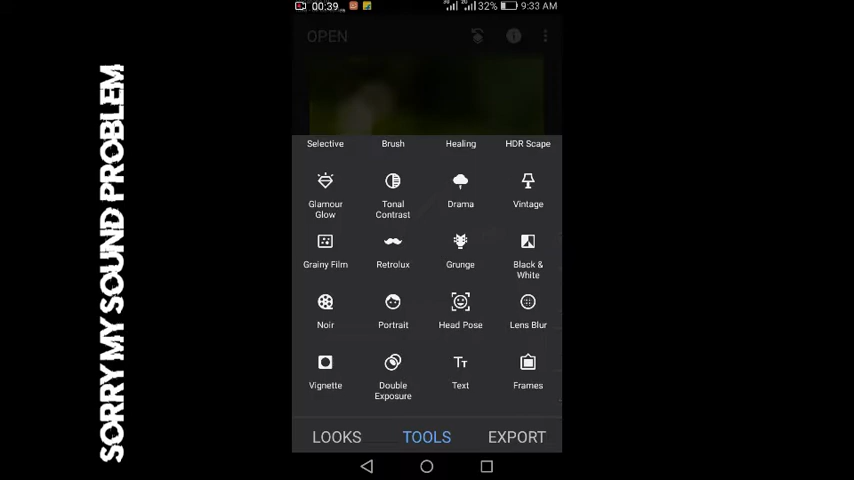 SORRY MY SOUND PROBLEM
00:39
32%
9:33 AM
OPEN
Selective
Brush
Healing
HDR Scape
Glamour
Glow
Tonal
Contrast
Drama
Vintage
Grainy Film
Retrolux
Grunge
Black &
White
Noir
Portrait
Head Pose
Lens Blur
Vignette
Double
Exposure
Text
Frames
LOOKS
TOOLS
EXPORT